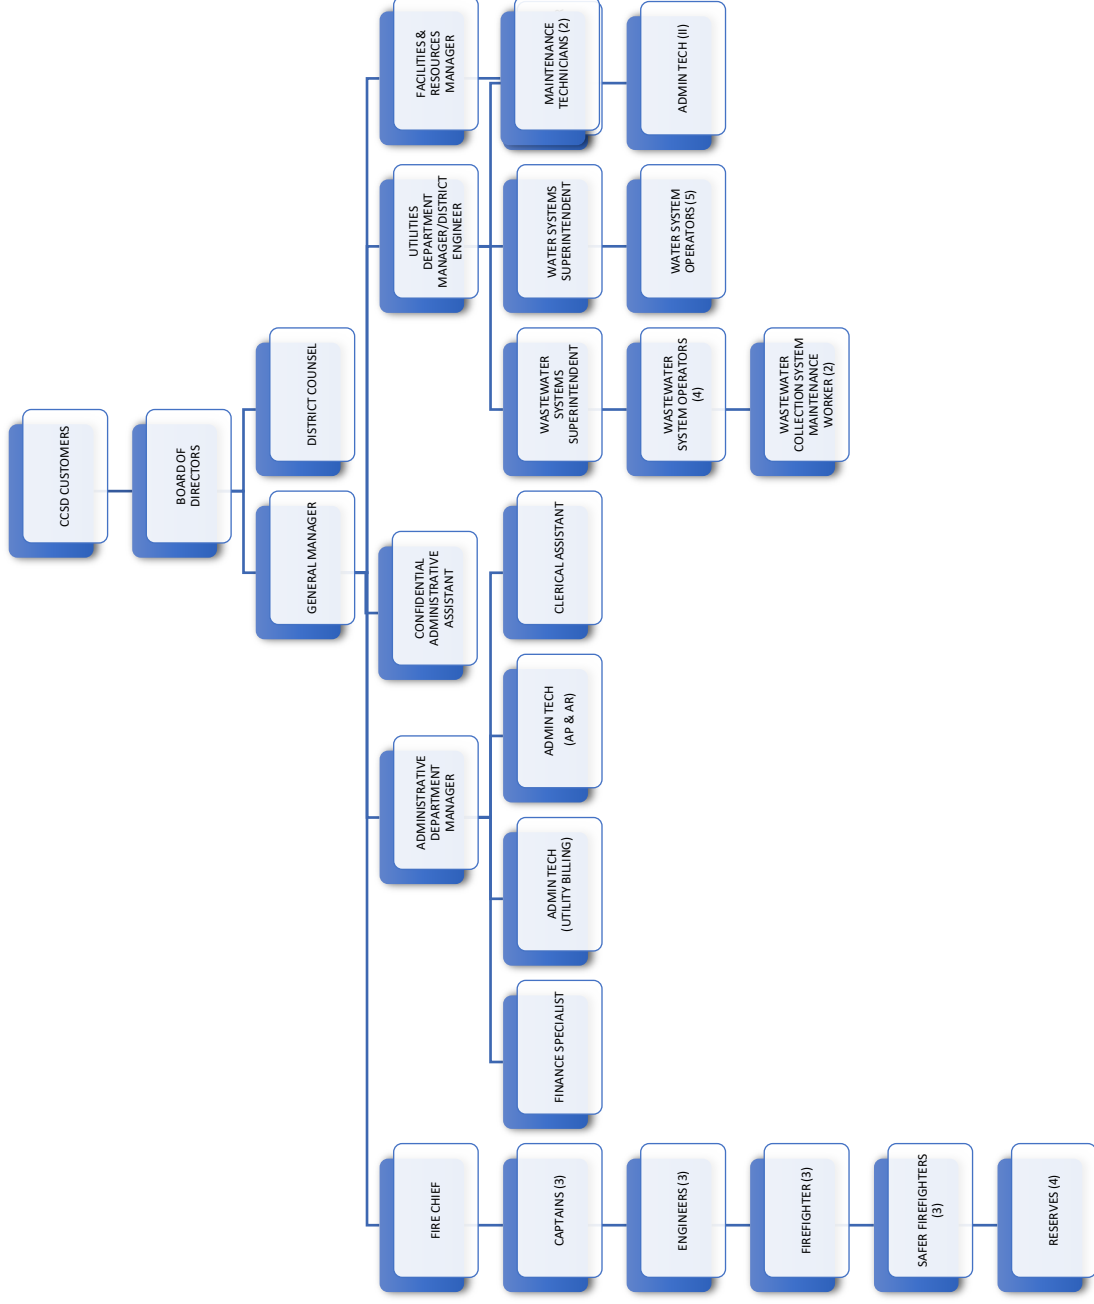 CCSD CUSTOMERS
BOARD OF
DIRECTORS
GENERAL MANAGER
DISTRICT COUNSEL
FIRE CHIEF
ADMINISTRATIVE
DEPARTMENT
MANAGER
CONFIDENTIAL
ADMINISTRATIVE
ASSISTANT
UTILITIES
DEPARTMENT
MANAGER/DISTRICT
ENGINEER
FACILITIES &
RESOURCES
MANAGER
CAPTAINS (3)
FINANCE SPECIALIST
ADMIN TECH
(UTILITY BILLING)
ADMIN TECH
(AP & AR)
CLERICAL ASSISTANT
WASTEWATER
SYSTEMS
SUPERINTENDENT
WATER SYSTEMS
SUPERINTENDENT
MAINTENANCE
TECHNICIANS (2)
ENGINEERS (3)
WASTEWATER
SYSTEM OPERATORS
(4)
WATER SYSTEM
OPERATORS (5)
ADMIN TECH (II)
FIREFIGHTER (3)
WASTEWATER
COLLECTION SYSTEM
MAINTENANCE
WORKER (2)
SAFER FIREFIGHTERS
(3)
RESERVES (4)